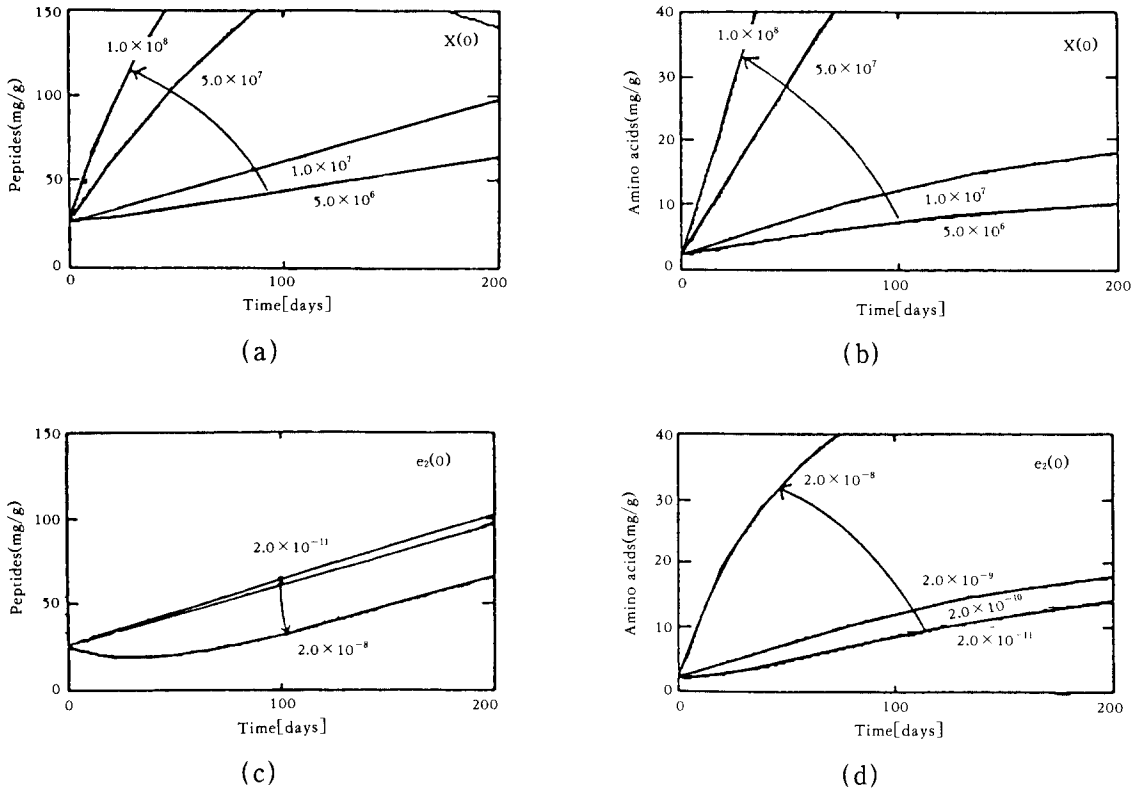 150
100
50
0
Peptides(mg/g)
X(0)
1.0×10⁸
5.0×10⁷
1.0×10⁷
5.0×10⁶
0
100
200
Time[days]
(a)
40
30
20
10
0
Amino acids(mg/g)
X(0)
1.0×10⁸
5.0×10⁷
1.0×10⁷
5.0×10⁶
0
100
200
Time[days]
(b)
150
100
50
0
Peptides(mg/g)
e₂(0)
2.0×10⁻¹¹
2.0×10⁻⁸
0
100
200
Time[days]
(c)
40
30
20
10
0
Amino acids(mg/g)
e₂(0)
2.0×10⁻⁸
2.0×10⁻⁹
2.0×10⁻¹⁰
2.0×10⁻¹¹
0
100
200
Time[days]
(d)